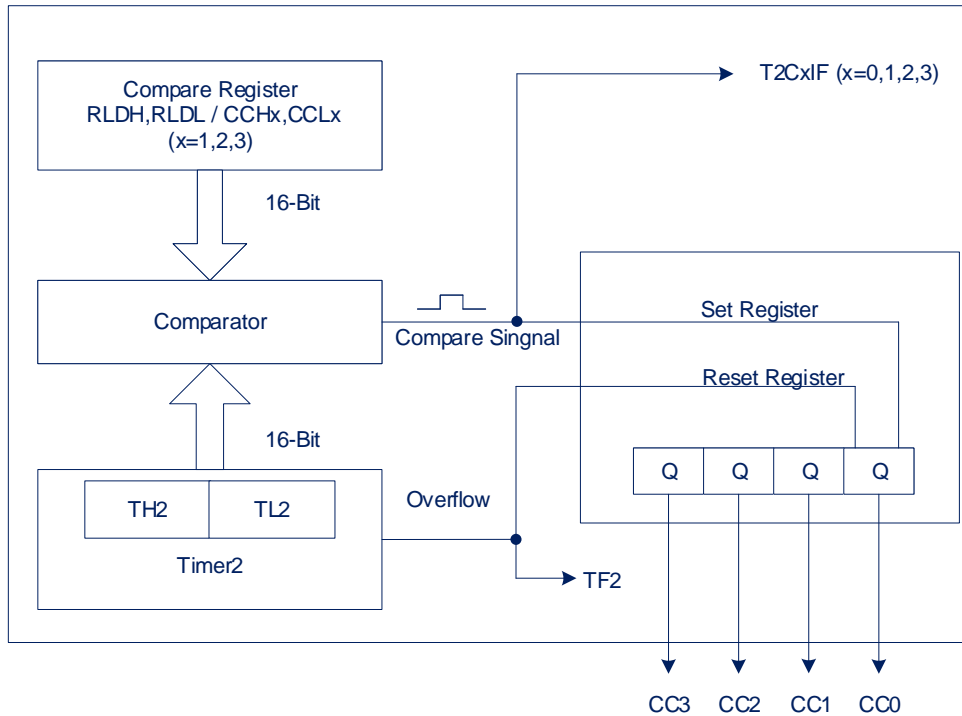 Compare Register
RLDH,RLDL / CCHx,CCLx
(x=1,2,3)
T2CxIF (x=0,1,2,3)
16-Bit
Comparator
Compare Singnal
Set Register
Reset Register
16-Bit
TH2
TL2
Timer2
Overflow
TF2
Q
Q
Q
Q
CC3
CC2
CC1
CC0